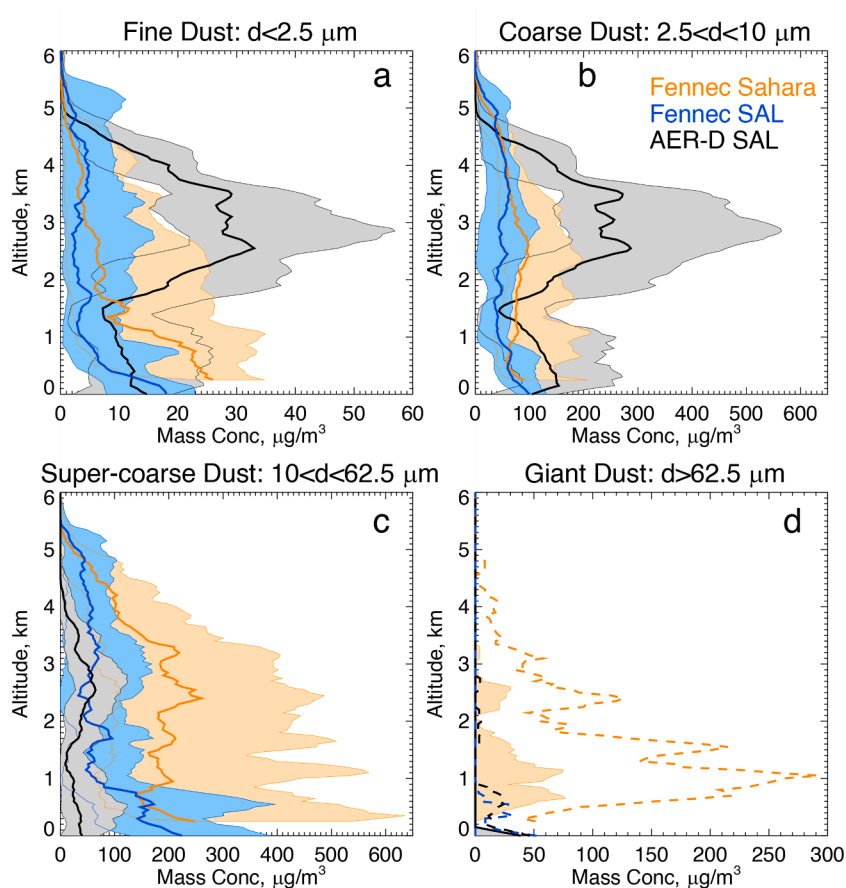 Fine Dust: d<2.5 μm
Coarse Dust: 2.5<d<10 μm
a
b
Fennec Sahara
Fennec SAL
AER-D SAL
Altitude, km
Altitude, km
6
5
4
3
2
1
0
6
5
4
3
2
1
0
0 10 20 30 40 50 60
0 100 200 300 400 500 600
Mass Conc, μg/m³
Mass Conc, μg/m³
Super-coarse Dust: 10<d<62.5 μm
Giant Dust: d>62.5 μm
c
d
Altitude, km
Altitude, km
6
5
4
3
2
1
0
6
5
4
3
2
1
0
0 100 200 300 400 500 600
0 50 100 150 200 250 300
Mass Conc, μg/m³
Mass Conc, μg/m³